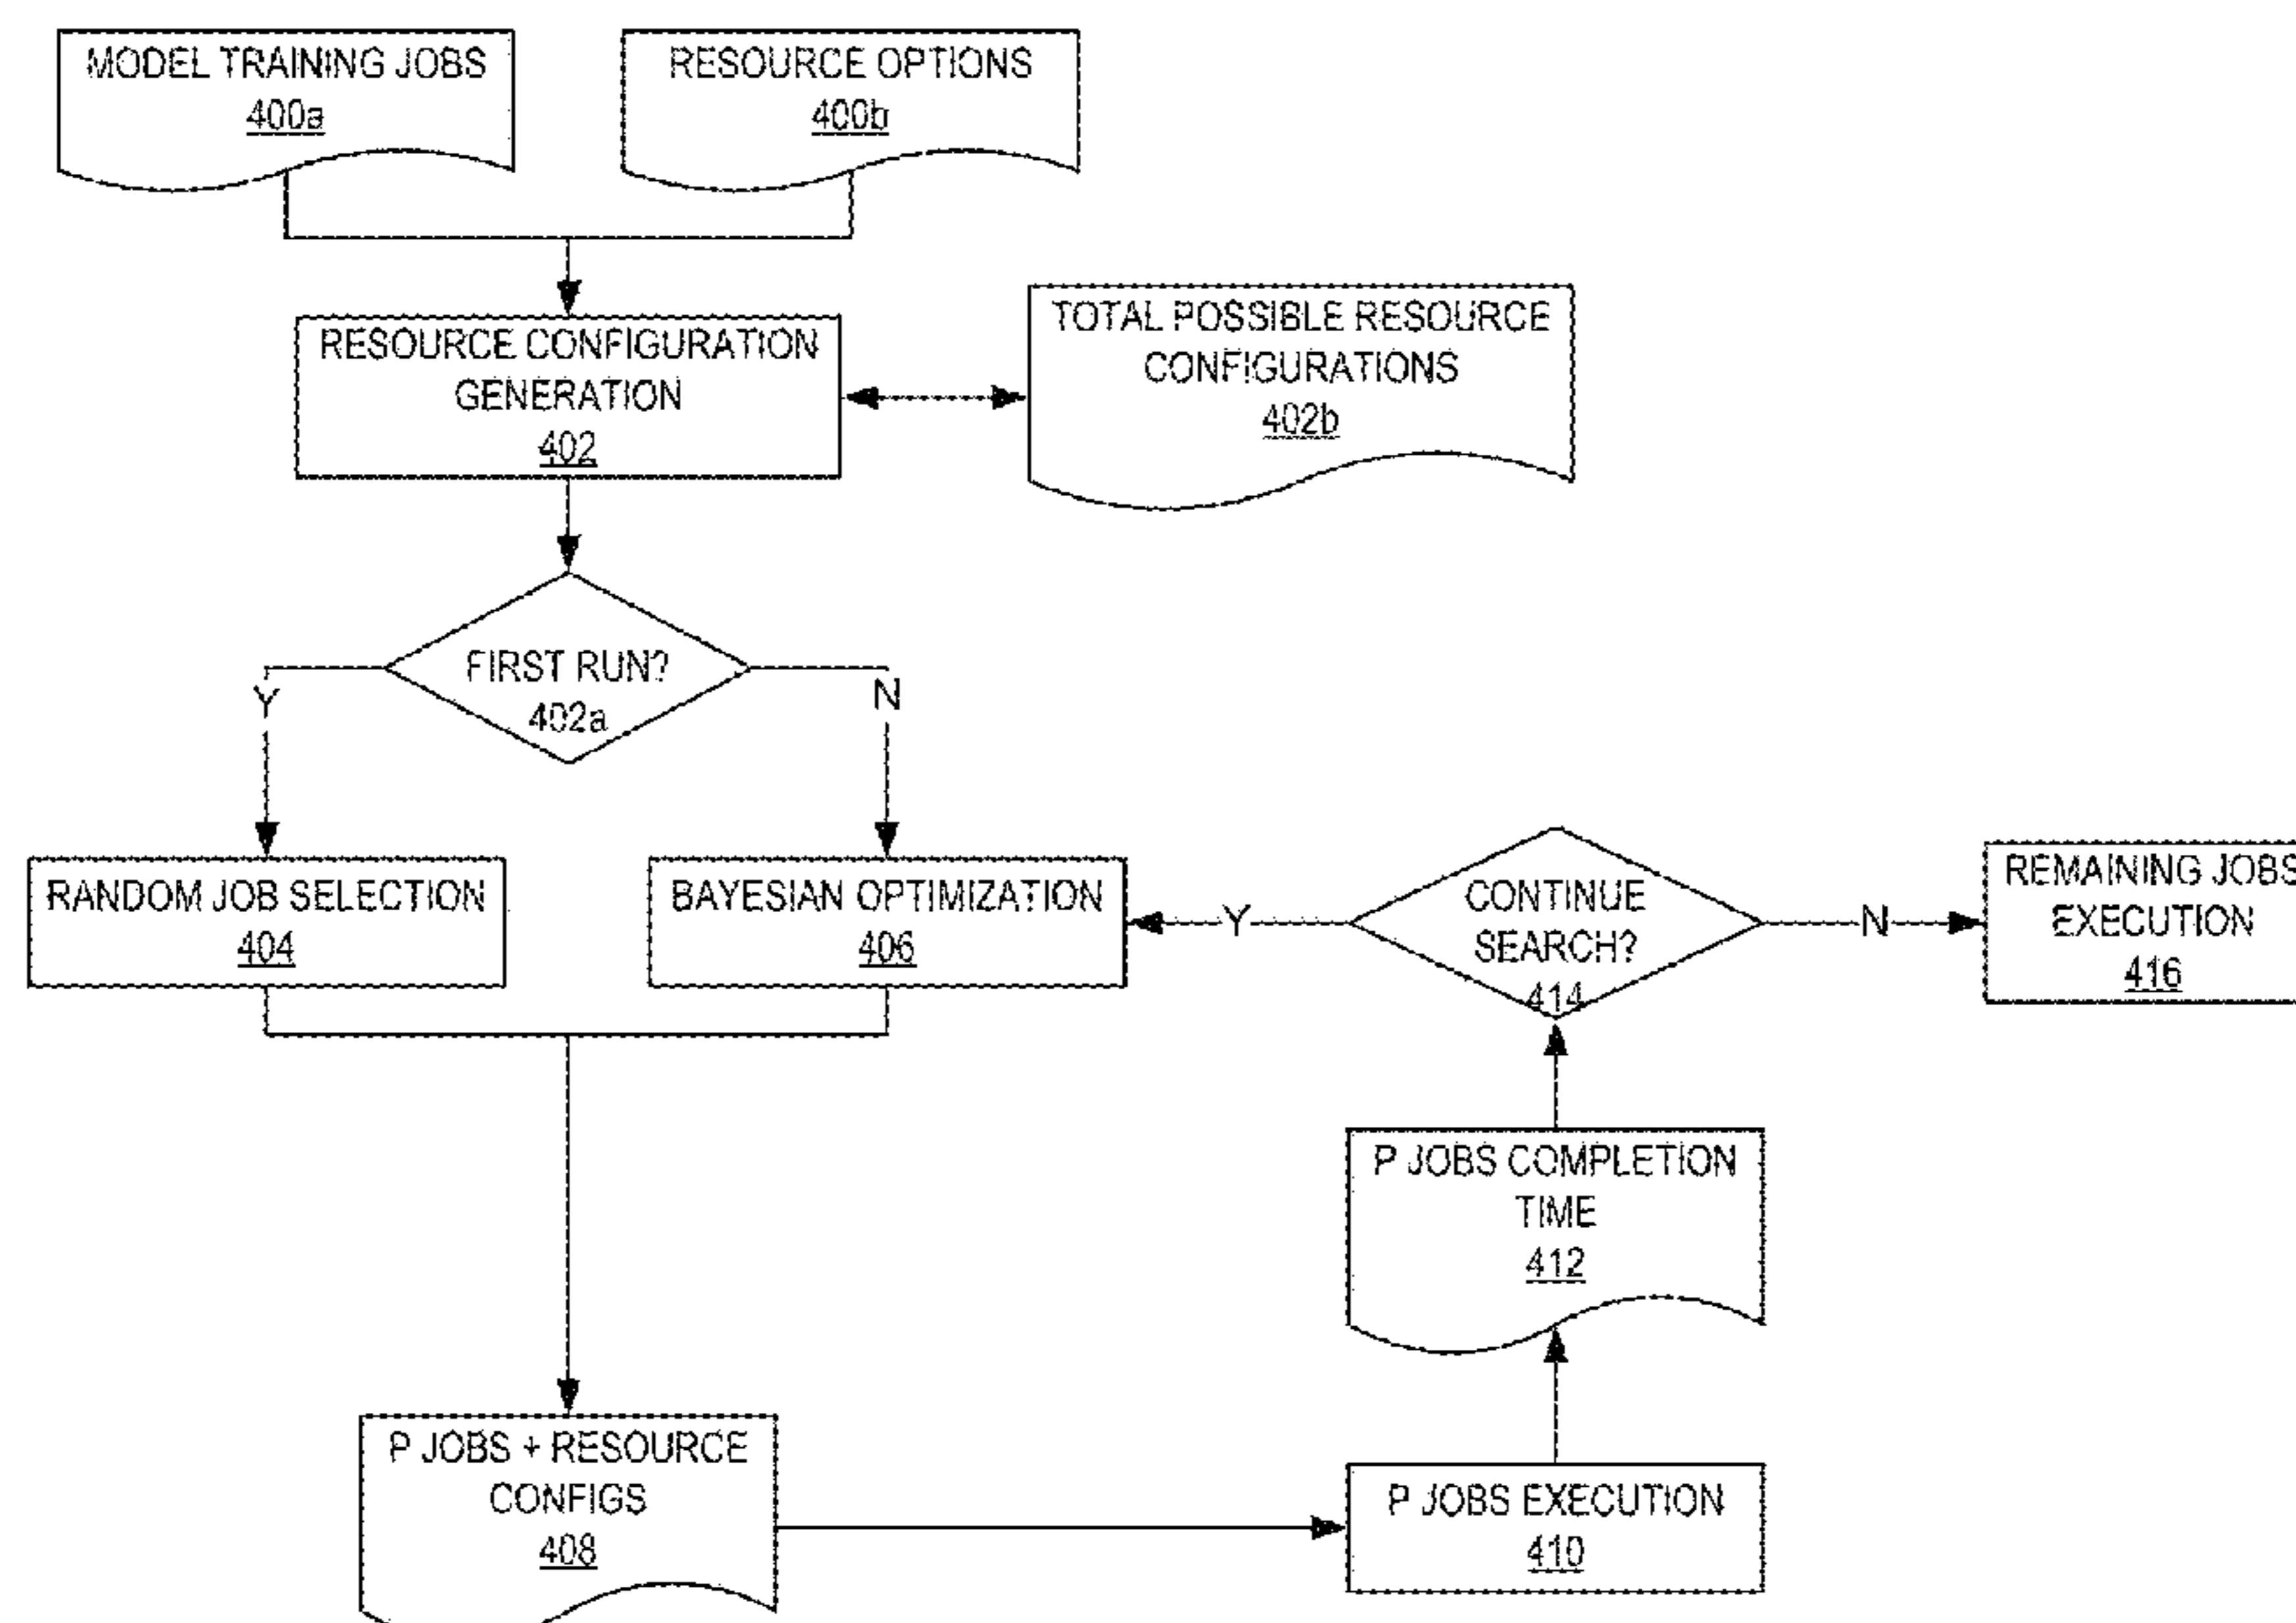 MODEL TRAINING JOBS
400a
RESOURCE OPTIONS
400b
RESOURCE CONFIGURATION
GENERATION
402
TOTAL POSSIBLE RESOURCE
CONFIGURATIONS
402b
FIRST RUN?
402a
Y
N
RANDOM JOB SELECTION
404
BAYESIAN OPTIMIZATION
406
Y
CONTINUE
SEARCH?
414
N
REMAINING JOBS
EXECUTION
416
P JOBS COMPLETION
TIME
412
P JOBS + RESOURCE
CONFIGS
408
P JOBS EXECUTION
410